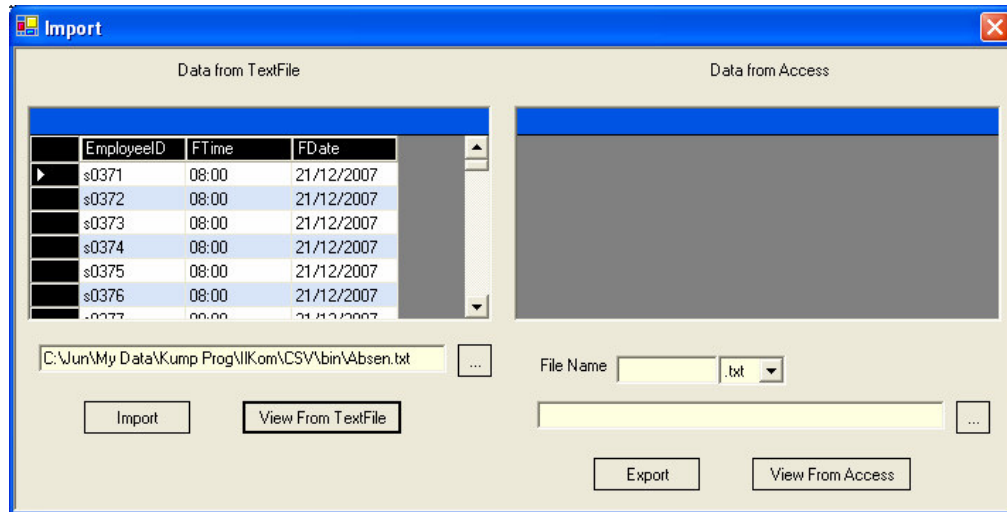 Import
Data from TextFile
EmployeeID FTime FDate
s0371 08:00 21/12/2007
s0372 08:00 21/12/2007
s0373 08:00 21/12/2007
s0374 08:00 21/12/2007
s0375 08:00 21/12/2007
s0376 08:00 21/12/2007
C:\Jun\My Data\Kump Prog\IlKom\CSV\bin\Absen.txt ...
Import View From TextFile
Data from Access
File Name .txt
...
Export View From Access